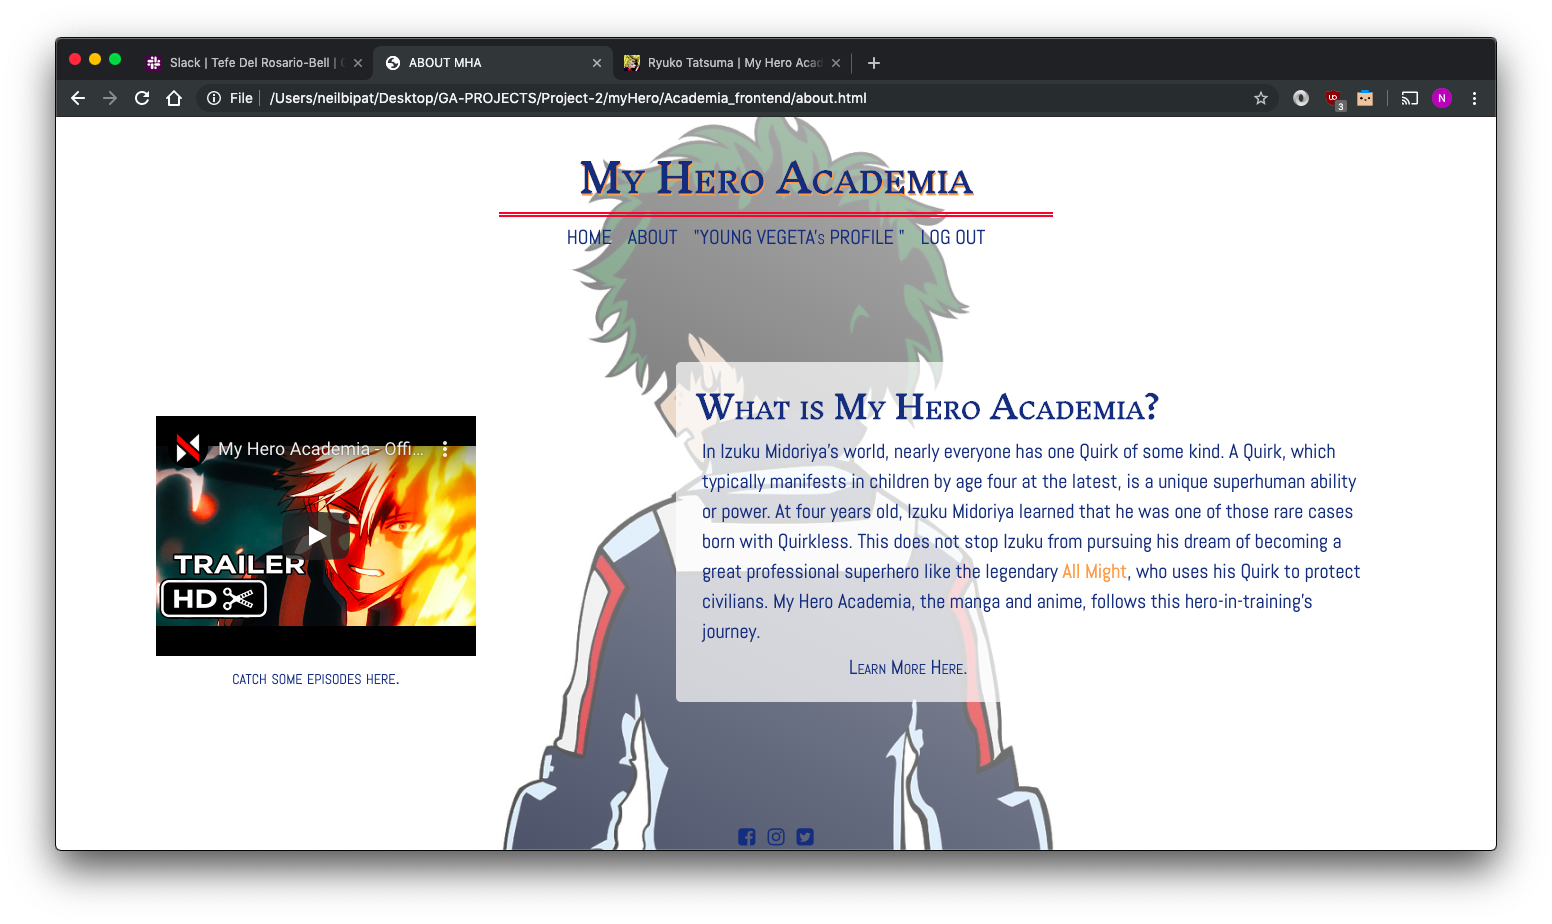 Slack | Tefe Del Rosario-Bell |
ABOUT MHA
Ryuko Tatsuma | My Hero Acad
File
/Users/neilbipat/Desktop/GA-PROJECTS/Project-2/myHero/Academia_frontend/about.html
3
N
My Hero Academia
HOME ABOUT "YOUNG VEGETA's PROFILE " LOG OUT
My Hero Academia - Offi...
TRAILER
HD
CATCH SOME EPISODES HERE.
What is My Hero Academia?
In Izuku Midoriya's world, nearly everyone has one Quirk of some kind. A Quirk, which
typically manifests in children by age four at the latest, is a unique superhuman ability
or power. At four years old, Izuku Midoriya learned that he was one of those rare cases
born with Quirkless. This does not stop Izuku from pursuing his dream of becoming a
great professional superhero like the legendary All Might, who uses his Quirk to protect
civilians. My Hero Academia, the manga and anime, follows this hero-in-training's
journey.
Learn More Here.